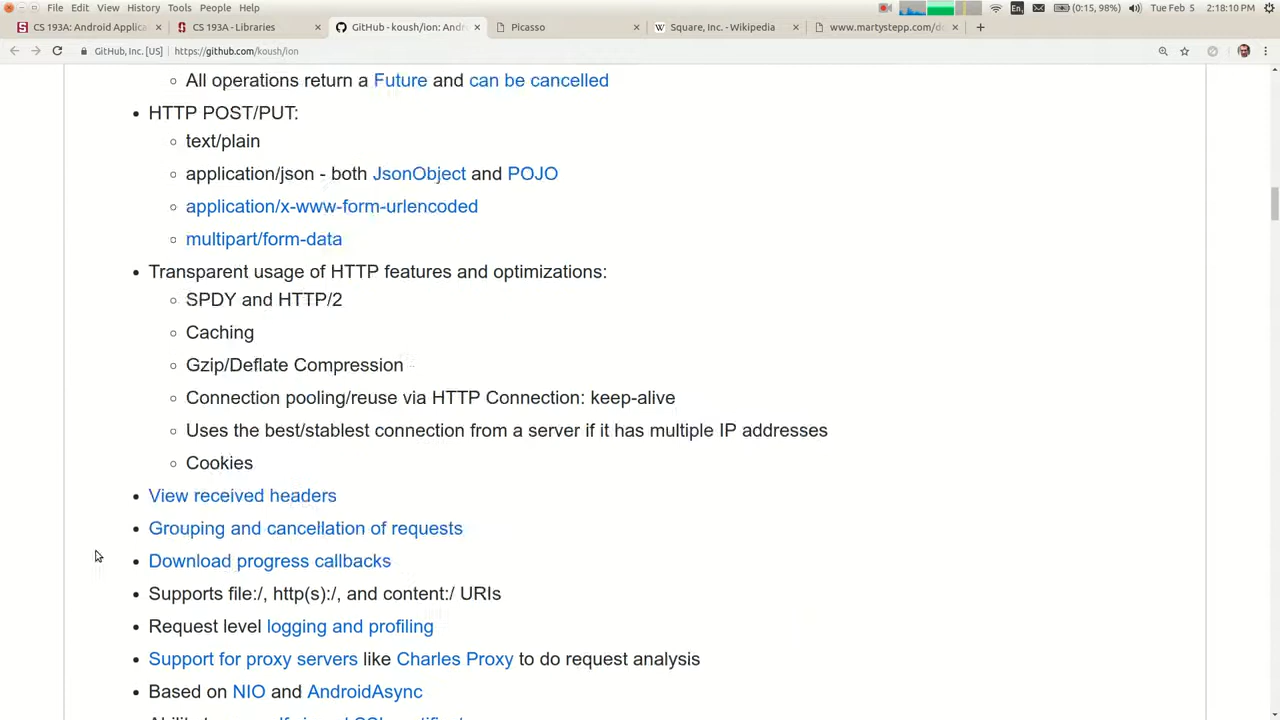 File Edit View History Tools People Help
En
(0:15, 98%)
Tue Feb 5 2:18:10 PM
CS 193A: Android Applica
CS 193A - Libraries
GitHub - koush/ion: Andr
Picasso
Square, Inc. - Wikipedia
www.martystepp.com/de
GitHub, Inc. [US]
https://github.com/koush/ion
All operations return a Future and can be cancelled
HTTP POST/PUT:
text/plain
application/json - both JsonObject and POJO
application/x-www-form-urlencoded
multipart/form-data
Transparent usage of HTTP features and optimizations:
SPDY and HTTP/2
Caching
Gzip/Deflate Compression
Connection pooling/reuse via HTTP Connection: keep-alive
Uses the best/stablest connection from a server if it has multiple IP addresses
Cookies
View received headers
Grouping and cancellation of requests
Download progress callbacks
Supports file:/, http(s):/, and content:/ URIs
Request level logging and profiling
Support for proxy servers like Charles Proxy to do request analysis
Based on NIO and AndroidAsync